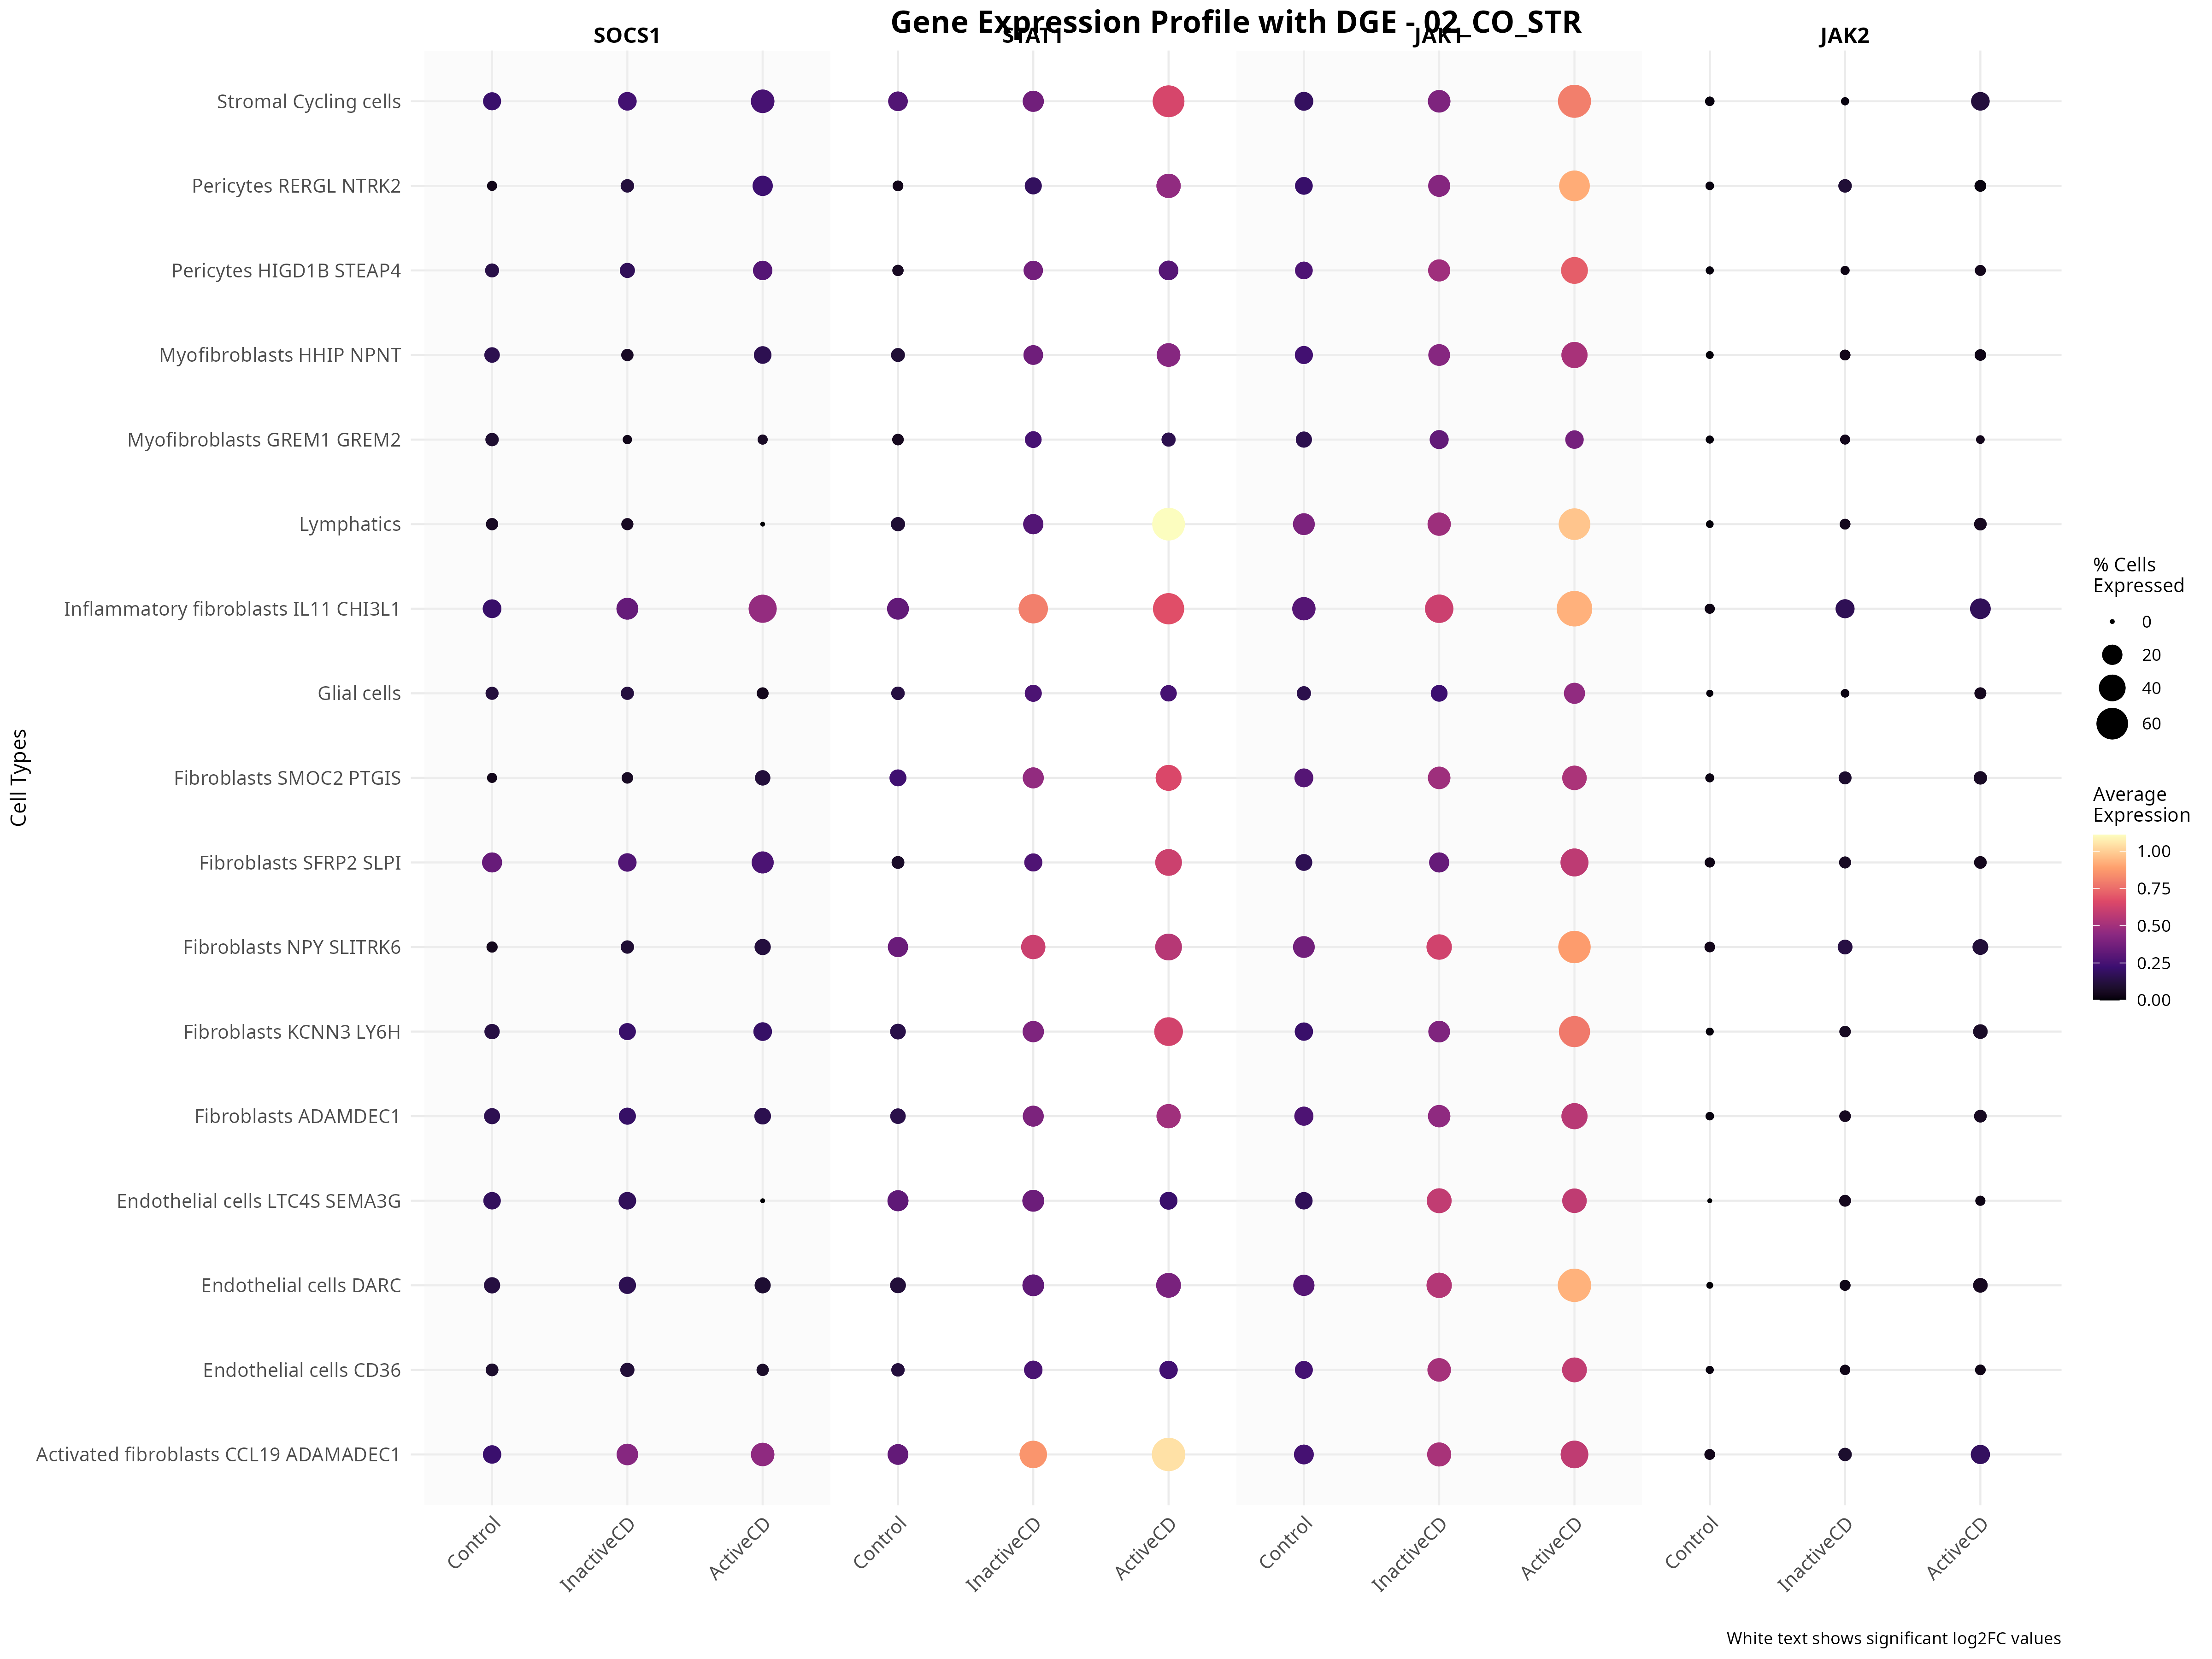 Gene Expression Profile with DGE - 02_CO_STR
SOCS1 STAT1 JAK1 JAK2
Cell Types
Stromal Cycling cells
Pericytes RERGL NTRK2
Pericytes HIGD1B STEAP4
Myofibroblasts HHIP NPNT
Myofibroblasts GREM1 GREM2
Lymphatics
Inflammatory fibroblasts IL11 CHI3L1
Glial cells
Fibroblasts SMOC2 PTGIS
Fibroblasts SFRP2 SLPI
Fibroblasts NPY SLITRK6
Fibroblasts KCNN3 LY6H
Fibroblasts ADAMDEC1
Endothelial cells LTC4S SEMA3G
Endothelial cells DARC
Endothelial cells CD36
Activated fibroblasts CCL19 ADAMADEC1
Control InactiveCD ActiveCD Control InactiveCD ActiveCD Control InactiveCD ActiveCD Control InactiveCD ActiveCD
% Cells
Expressed
0
20
40
60
Average
Expression
1.00
0.75
0.50
0.25
0.00
White text shows significant log2FC values